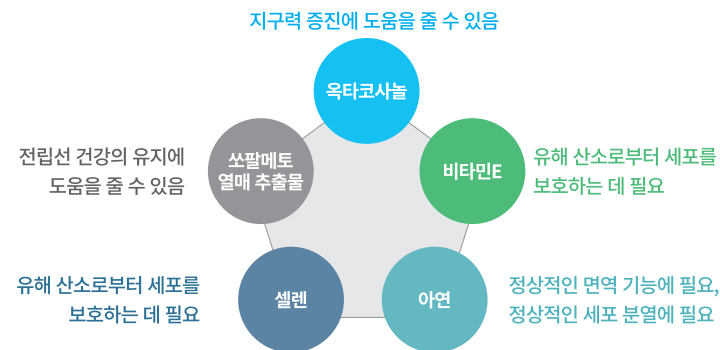 지구력 증진에 도움을 줄 수 있음
옥타코사놀
쏘팔메토
열매 추출물
전립선 건강의 유지에
도움을 줄 수 있음
비타민E
유해 산소로부터 세포를
보호하는 데 필요
셀렌
유해 산소로부터 세포를
보호하는 데 필요
아연
정상적인 면역 기능에 필요,
정상적인 세포 분열에 필요